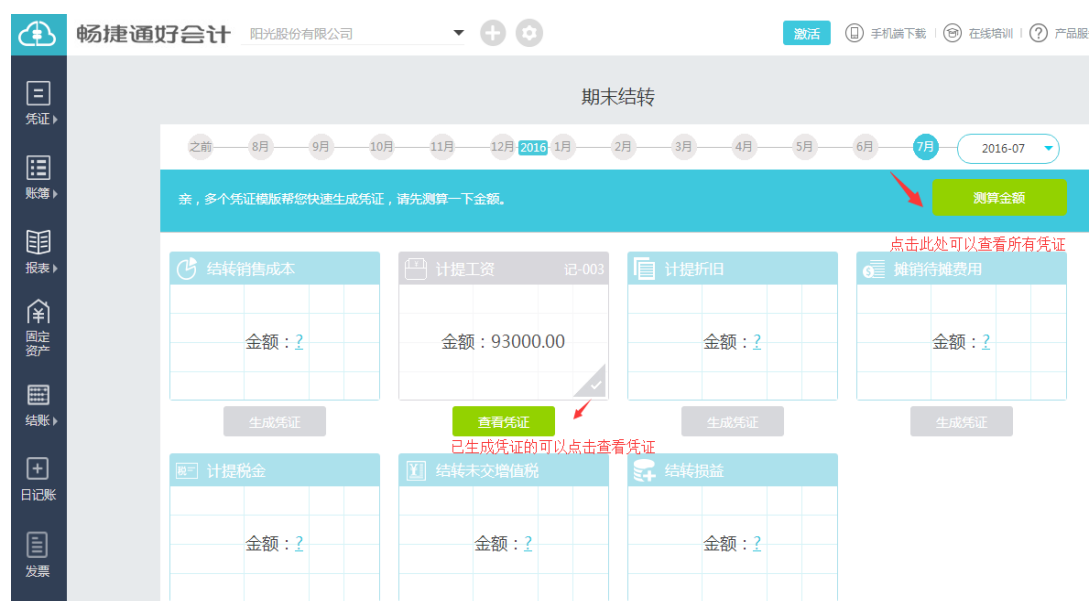 畅捷通好会计 阳光股份有限公司 激活 手机端下载 在线培训 ? 产品服
凭证
账簿
报表
固定
资产
结账
日记账
发票
期末结转
之前 8月 9月 10月 11月 12月 2016 1月 2月 3月 4月 5月 6月 7月 2016-07
亲，多个凭证模版帮您快速生成凭证，请先测算一下金额。 测算金额
点击此处可以查看所有凭证
结转销售成本 计提工资 记-003 计提折旧 摊销待摊费用
金额：? 金额：93000.00 金额：? 金额：?
生成凭证 查看凭证 生成凭证 生成凭证
已生成凭证的可以点击查看凭证
计提税金 结转未交增值税 结转损益
金额：? 金额：? 金额：?